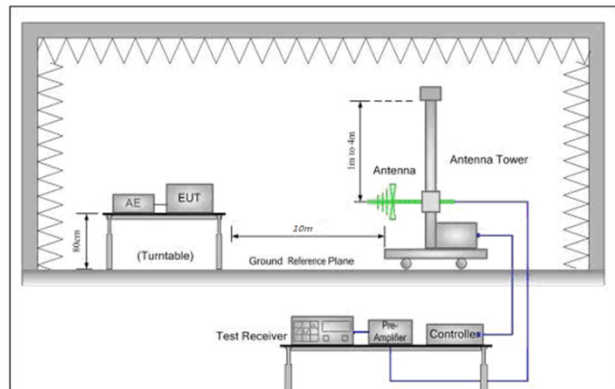 1m to 4m
Antenna
Antenna Tower
AE
EUT
80cm
(Turntable)
10m
Ground Reference Plane
Test Receiver
Pre-
Amplifier
Controller